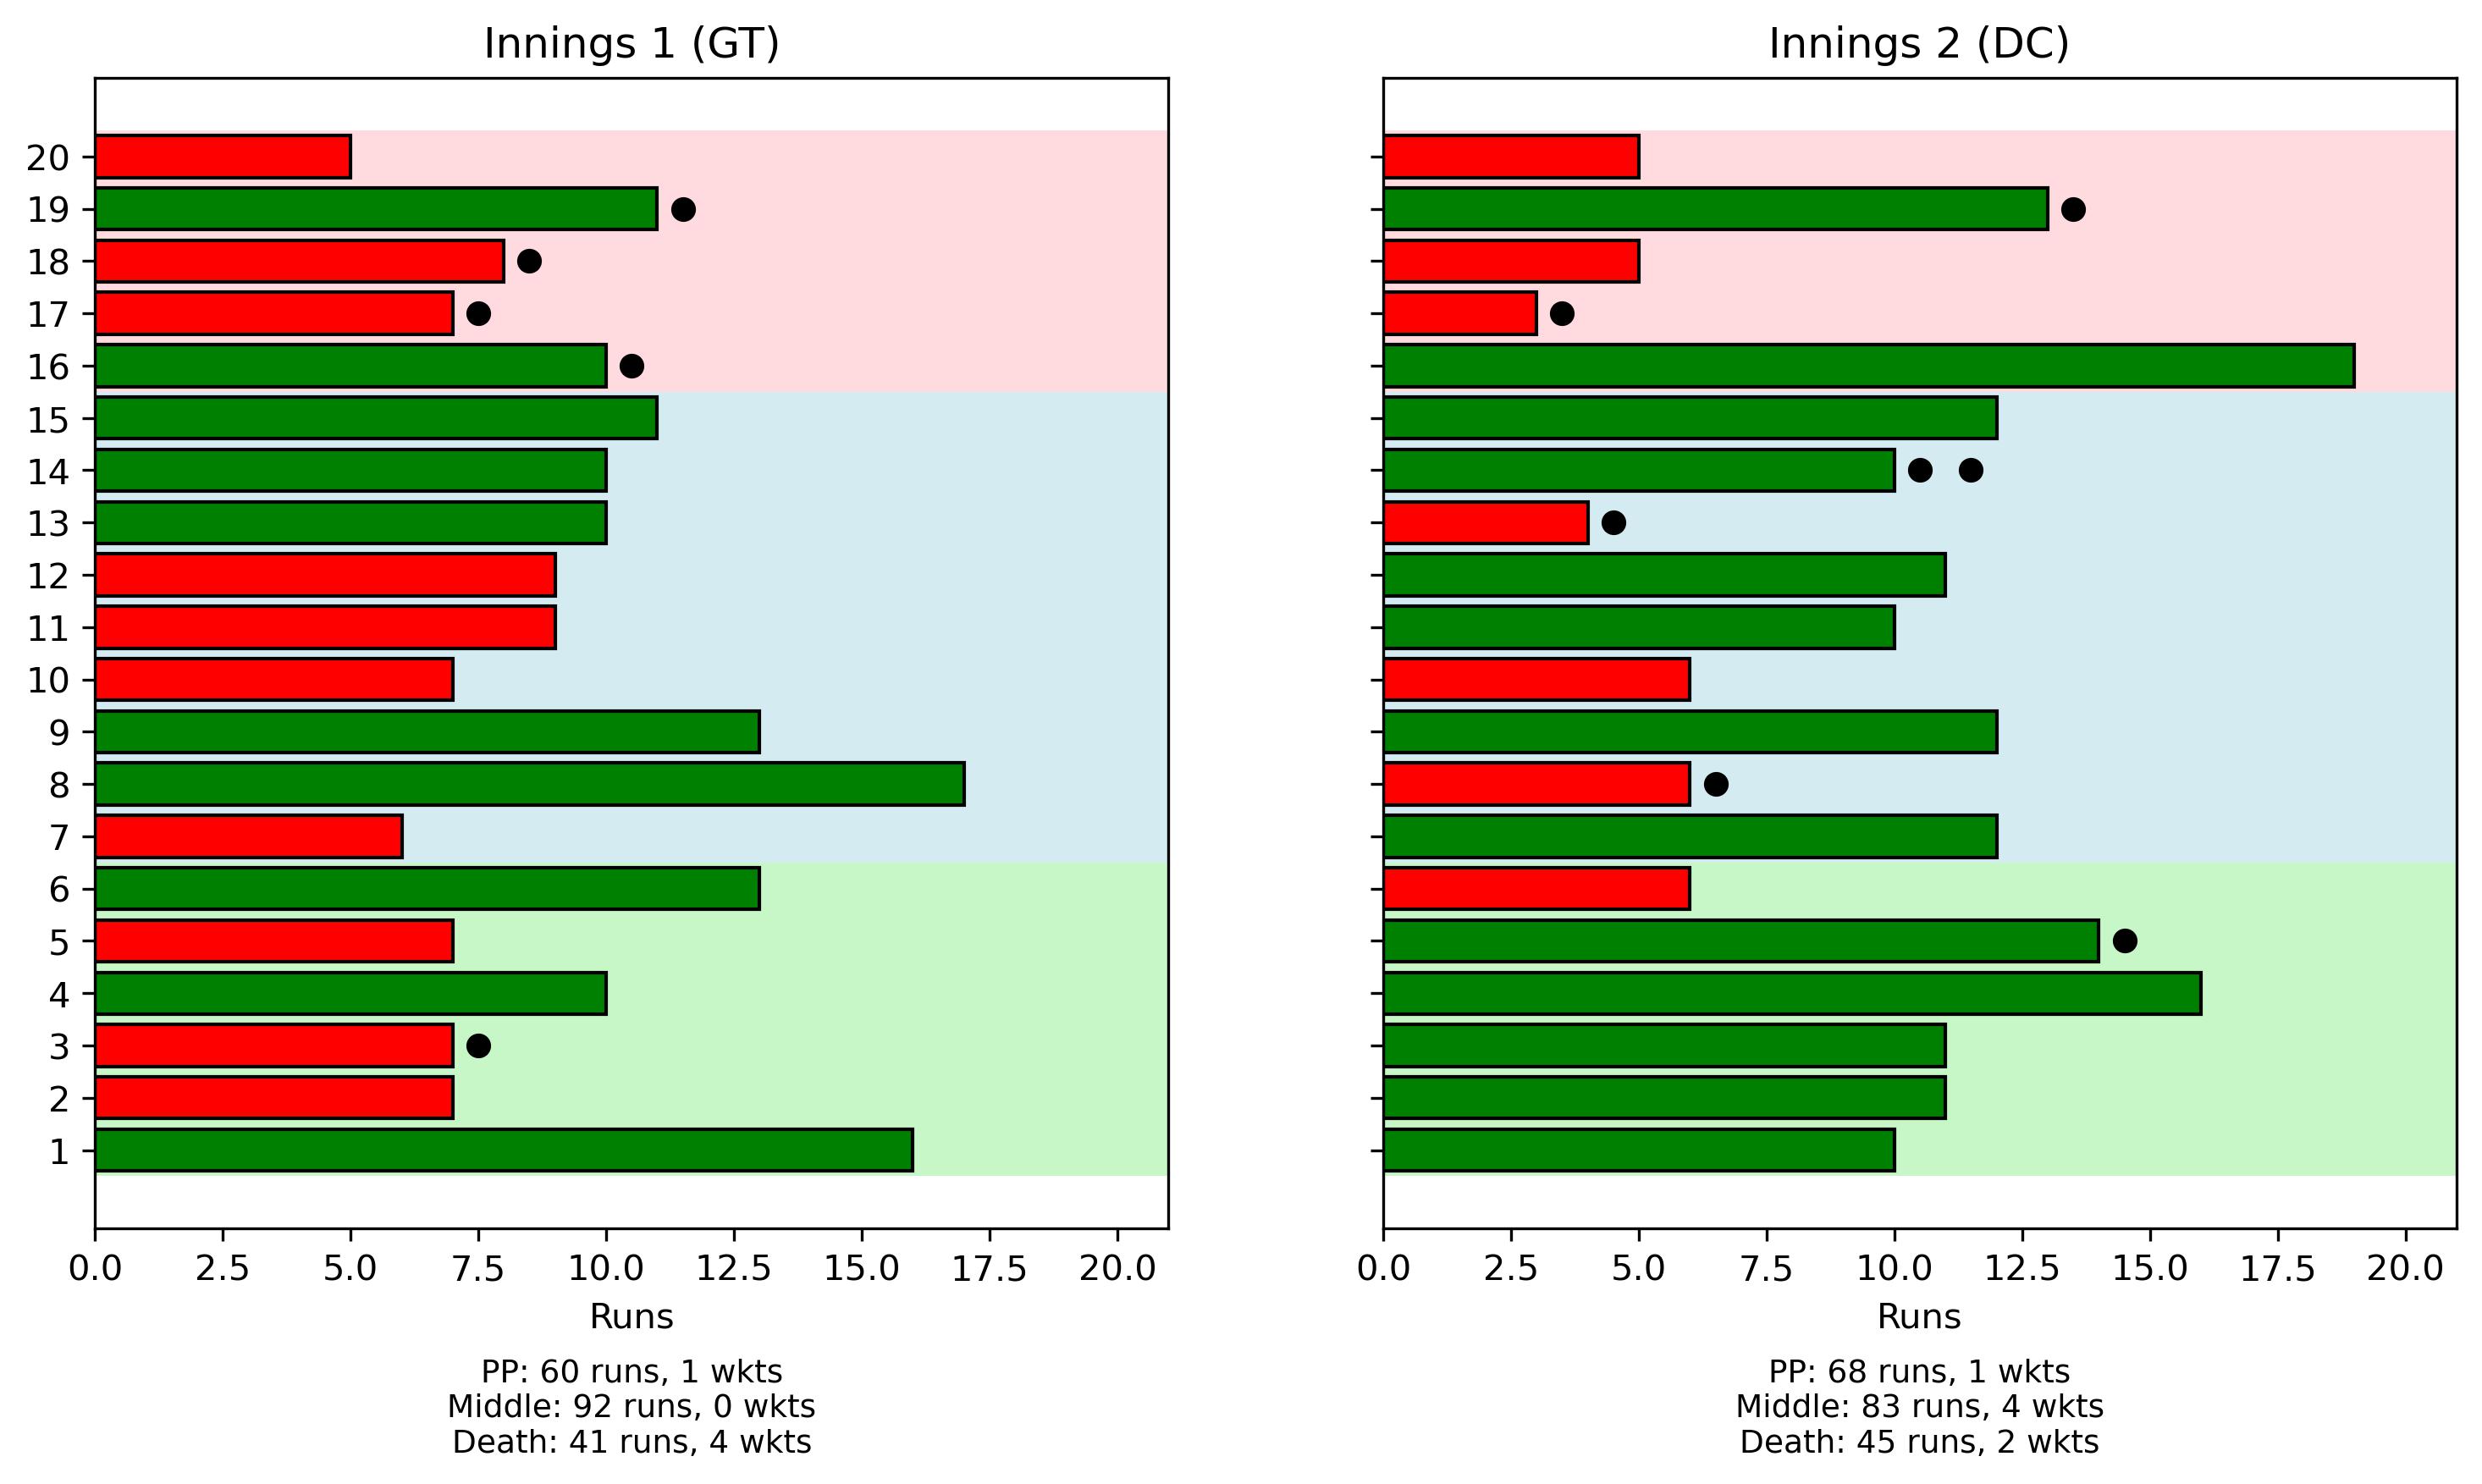 Innings 1 (GT)
20
19
18
17
16
15
14
13
12
11
10
9
8
7
6
5
4
3
2
1
0.0 2.5 5.0 7.5 10.0 12.5 15.0 17.5 20.0
Runs
PP: 60 runs, 1 wkts
Middle: 92 runs, 0 wkts
Death: 41 runs, 4 wkts
Innings 2 (DC)
0.0 2.5 5.0 7.5 10.0 12.5 15.0 17.5 20.0
Runs
PP: 68 runs, 1 wkts
Middle: 83 runs, 4 wkts
Death: 45 runs, 2 wkts